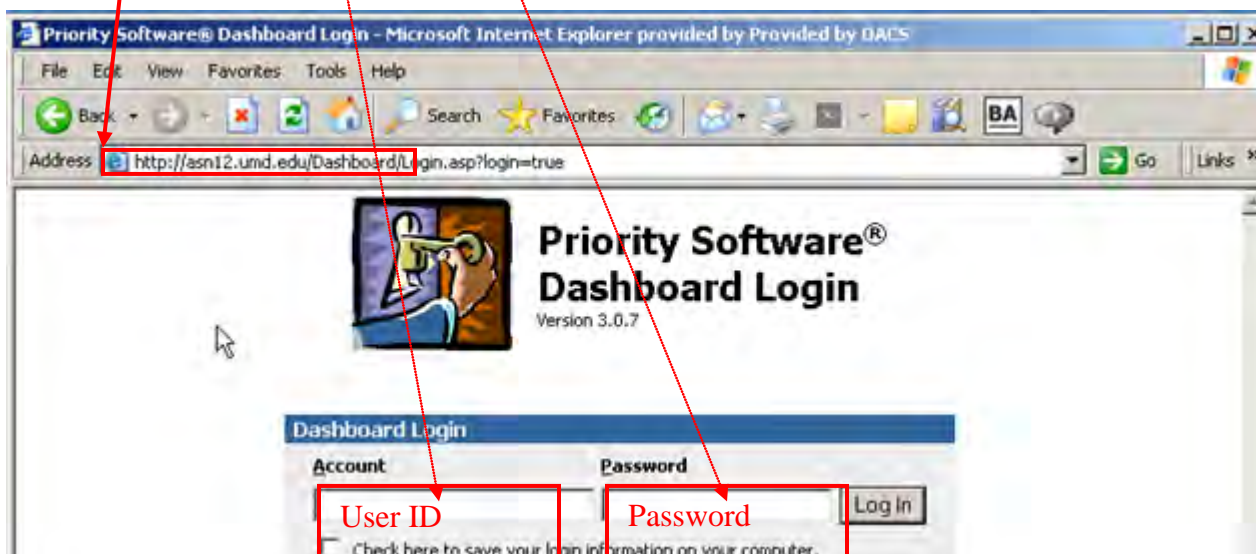 Priority Software® Dashboard Login - Microsoft Internet Explorer provided by Provided by OACS
File Edit View Favorites Tools Help
Back Search Favorites BA
Address http://asn12.umd.edu/Dashboard/Login.asp?login=true Go Links »
Priority Software®
Dashboard Login
Version 3.0.7
Dashboard Login
Account Password
User ID Password Log In
Check here to save your login information on your computer.